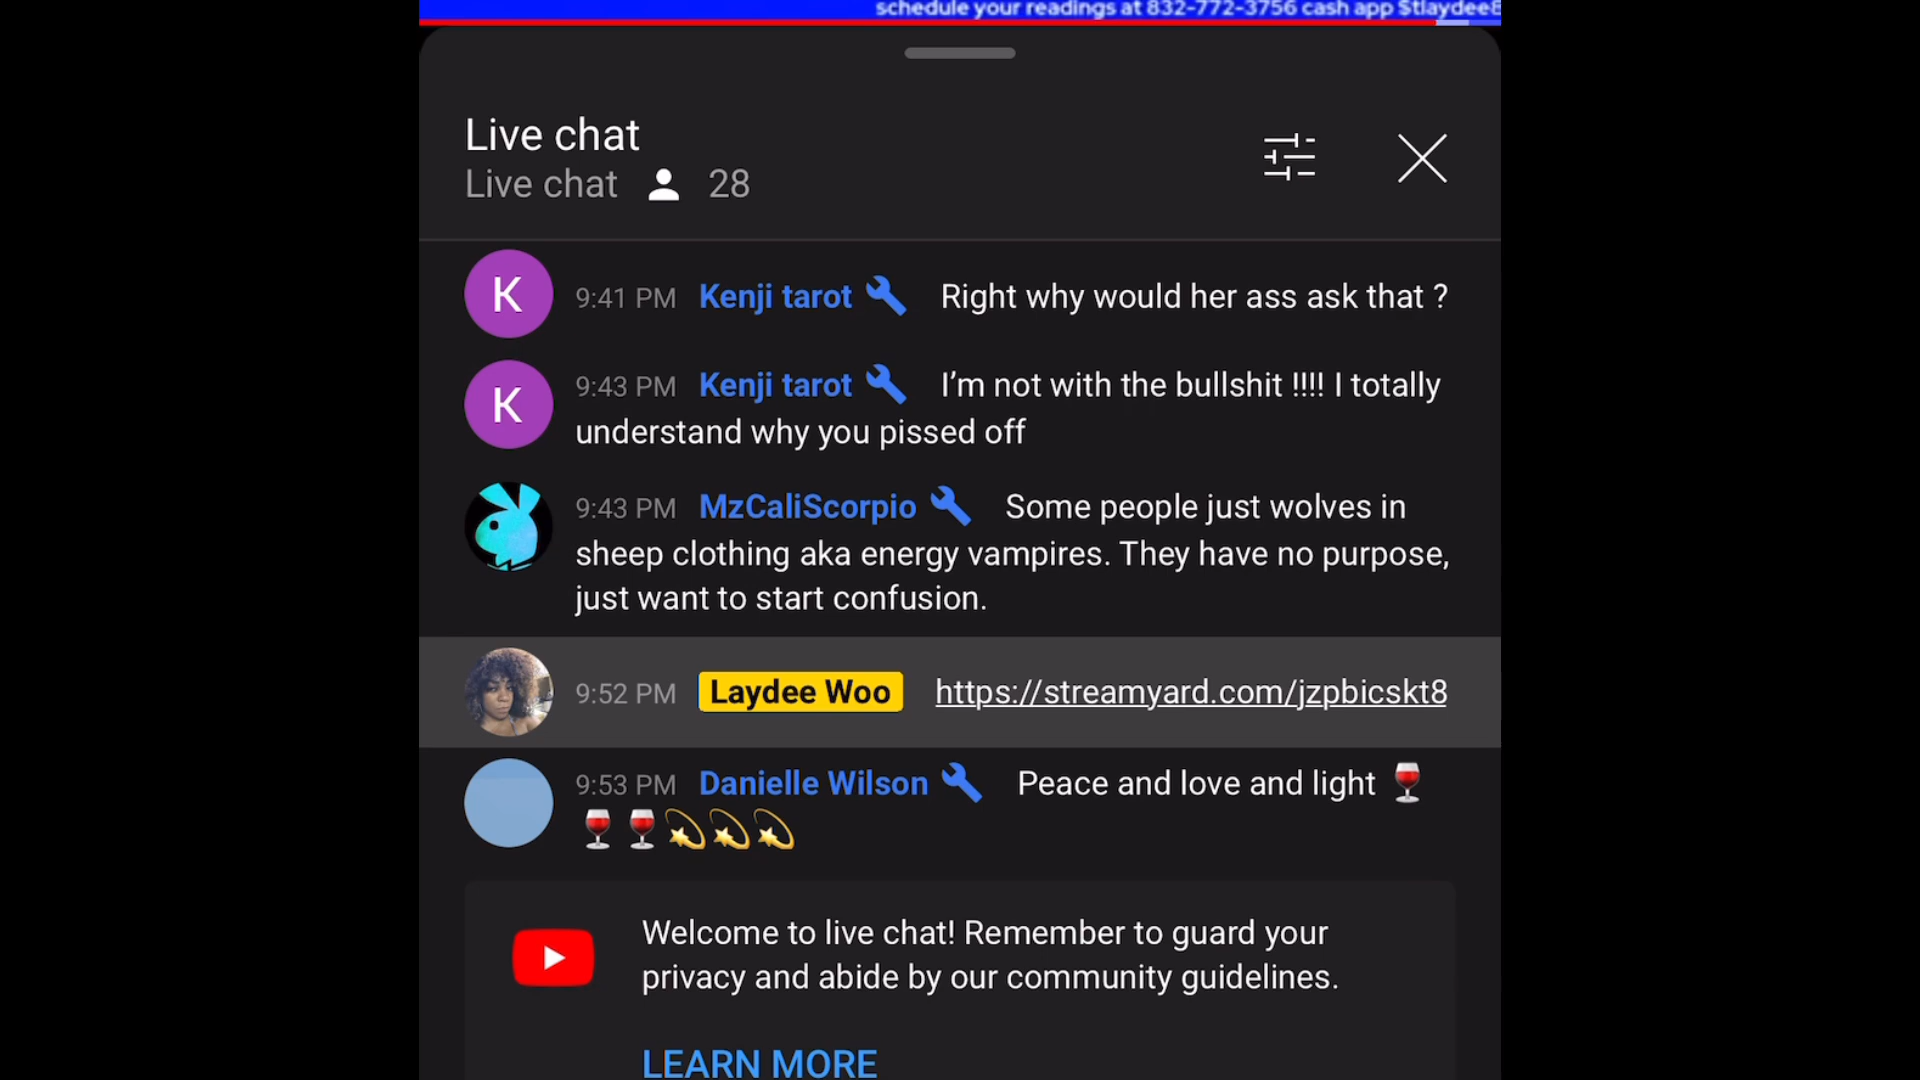 schedule your readings at 832-772-3756 cash app $tlaydee8
Live chat
Live chat 28
K 9:41 PM Kenji tarot Right why would her ass ask that ?
K 9:43 PM Kenji tarot I’m not with the bullshit !!!! I totally
understand why you pissed off
9:43 PM MzCaliScorpio Some people just wolves in
sheep clothing aka energy vampires. They have no purpose,
just want to start confusion.
9:52 PM Laydee Woo https://streamyard.com/jzpbicskt8
9:53 PM Danielle Wilson Peace and love and light 🍷
🍷🍷💫💫💫
Welcome to live chat! Remember to guard your
privacy and abide by our community guidelines.
LEARN MORE